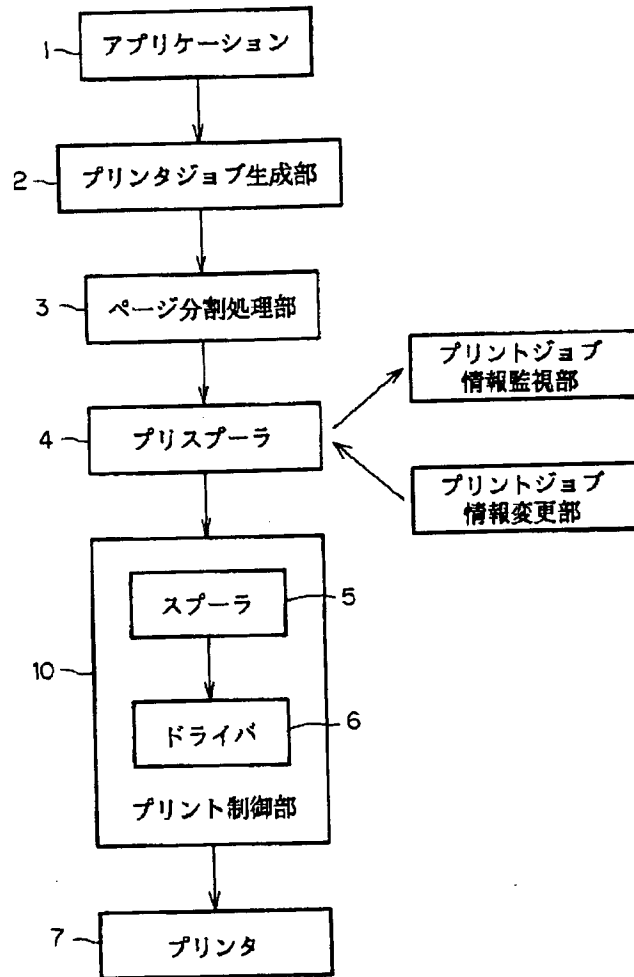 1
アプリケーション
2
プリンタジョブ生成部
3
ページ分割処理部
4
プリスプーラ
プリントジョブ
情報監視部
プリントジョブ
情報変更部
10
スプーラ
5
ドライバ
6
プリント制御部
7
プリンタ